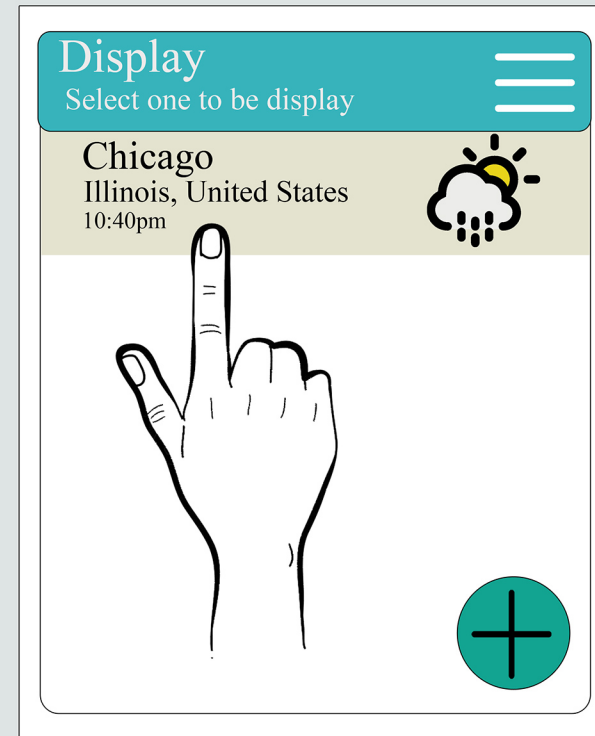 Display
Select one to be display
Chicago
Illinois, United States
10:40pm